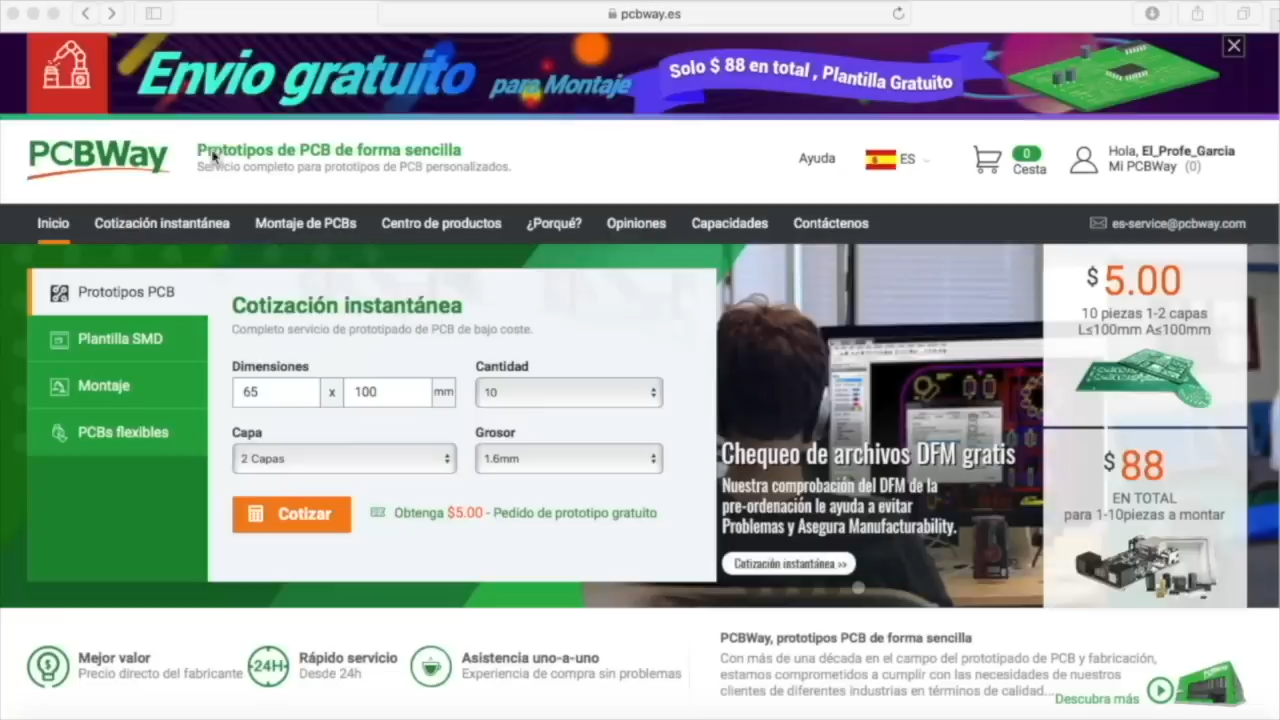 pcbway.es
Envio gratuito para Montaje
Solo $ 88 en total , Plantilla Gratuito
PCBWay
Prototipos de PCB de forma sencilla
Servicio completo para prototipos de PCB personalizados.
Ayuda
ES
0
Cesta
Hola, El_Profe_Garcia
Mi PCBWay (0)
Inicio
Cotización instantánea
Montaje de PCBs
Centro de productos
¿Porqué?
Opiniones
Capacidades
Contáctenos
es-service@pcbway.com
Prototipos PCB
Plantilla SMD
Montaje
PCBs flexibles
Cotización instantánea
Completo servicio de prototipado de PCB de bajo coste.
Dimensiones
65 x 100 mm
Cantidad
10
Capa
2 Capas
Grosor
1.6mm
Cotizar
Obtenga $5.00 - Pedido de prototipo gratuito
Chequeo de archivos DFM gratis
Nuestra comprobación del DFM de la
pre-ordenación le ayuda a evitar
Problemas y Asegura Manufacturability.
Cotización instantánea >>
$ 5.00
10 piezas 1-2 capas
L≤100mm A≤100mm
$ 88
EN TOTAL
para 1-10piezas a montar
Mejor valor
Precio directo del fabricante
24H
Rápido servicio
Desde 24h
Asistencia uno-a-uno
Experiencia de compra sin problemas
PCBWay, prototipos PCB de forma sencilla
Con más de una década en el campo del prototipado de PCB y fabricación,
estamos comprometidos a cumplir con las necesidades de nuestros
clientes de diferentes industrias en términos de calidad...
Descubra más